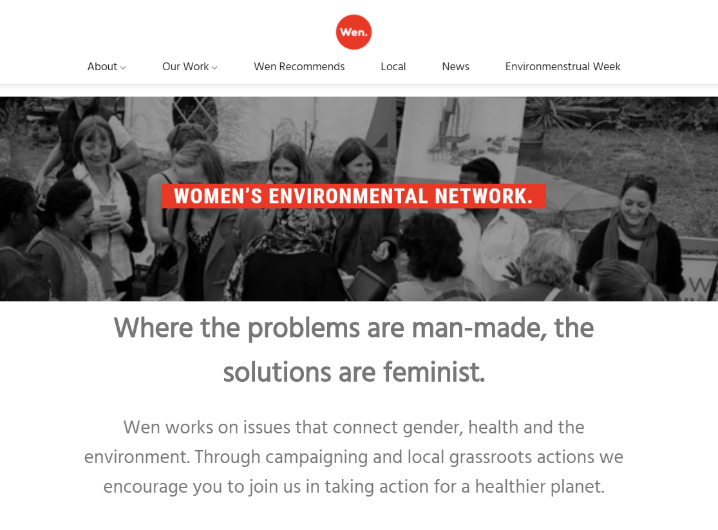 Wen.
About
Our Work
Wen Recommends
Local
News
Environmenstrual Week
WOMEN'S ENVIRONMENTAL NETWORK.
Where the problems are man-made, the
solutions are feminist.
Wen works on issues that connect gender, health and the
environment. Through campaigning and local grassroots actions we
encourage you to join us in taking action for a healthier planet.